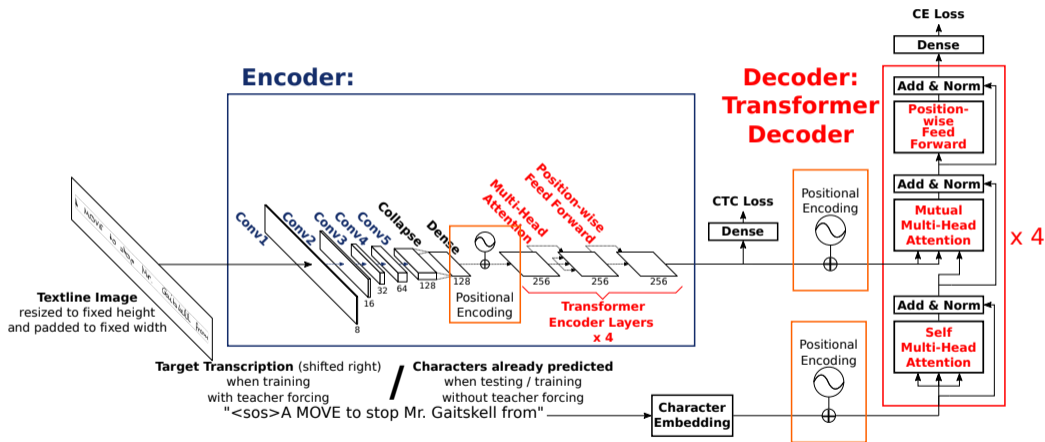 CE Loss
Dense
Encoder:
Decoder:
Transformer
Decoder
Add & Norm
Position-
wise
Feed
Forward
Position-wise
Feed Forward
Multi-Head
Attention
Positional
Encoding
Add & Norm
Mutual
Multi-Head
Attention
x 4
CTC Loss
Dense
Conv1
Conv2
Conv3
Conv4
Conv5
Collapse
Dense
8
16
32
64
128
128
256
256
256
Positional
Encoding
Transformer
Encoder Layers
x 4
A MOVE to stop Mr. Gaitskell from
Textline Image
resized to fixed height
and padded to fixed width
Add & Norm
Self
Multi-Head
Attention
Positional
Encoding
Target Transcription (shifted right)
when training
with teacher forcing
/
Characters already predicted
when testing / training
without teacher forcing
"<sos>A MOVE to stop Mr. Gaitskell from"
Character
Embedding